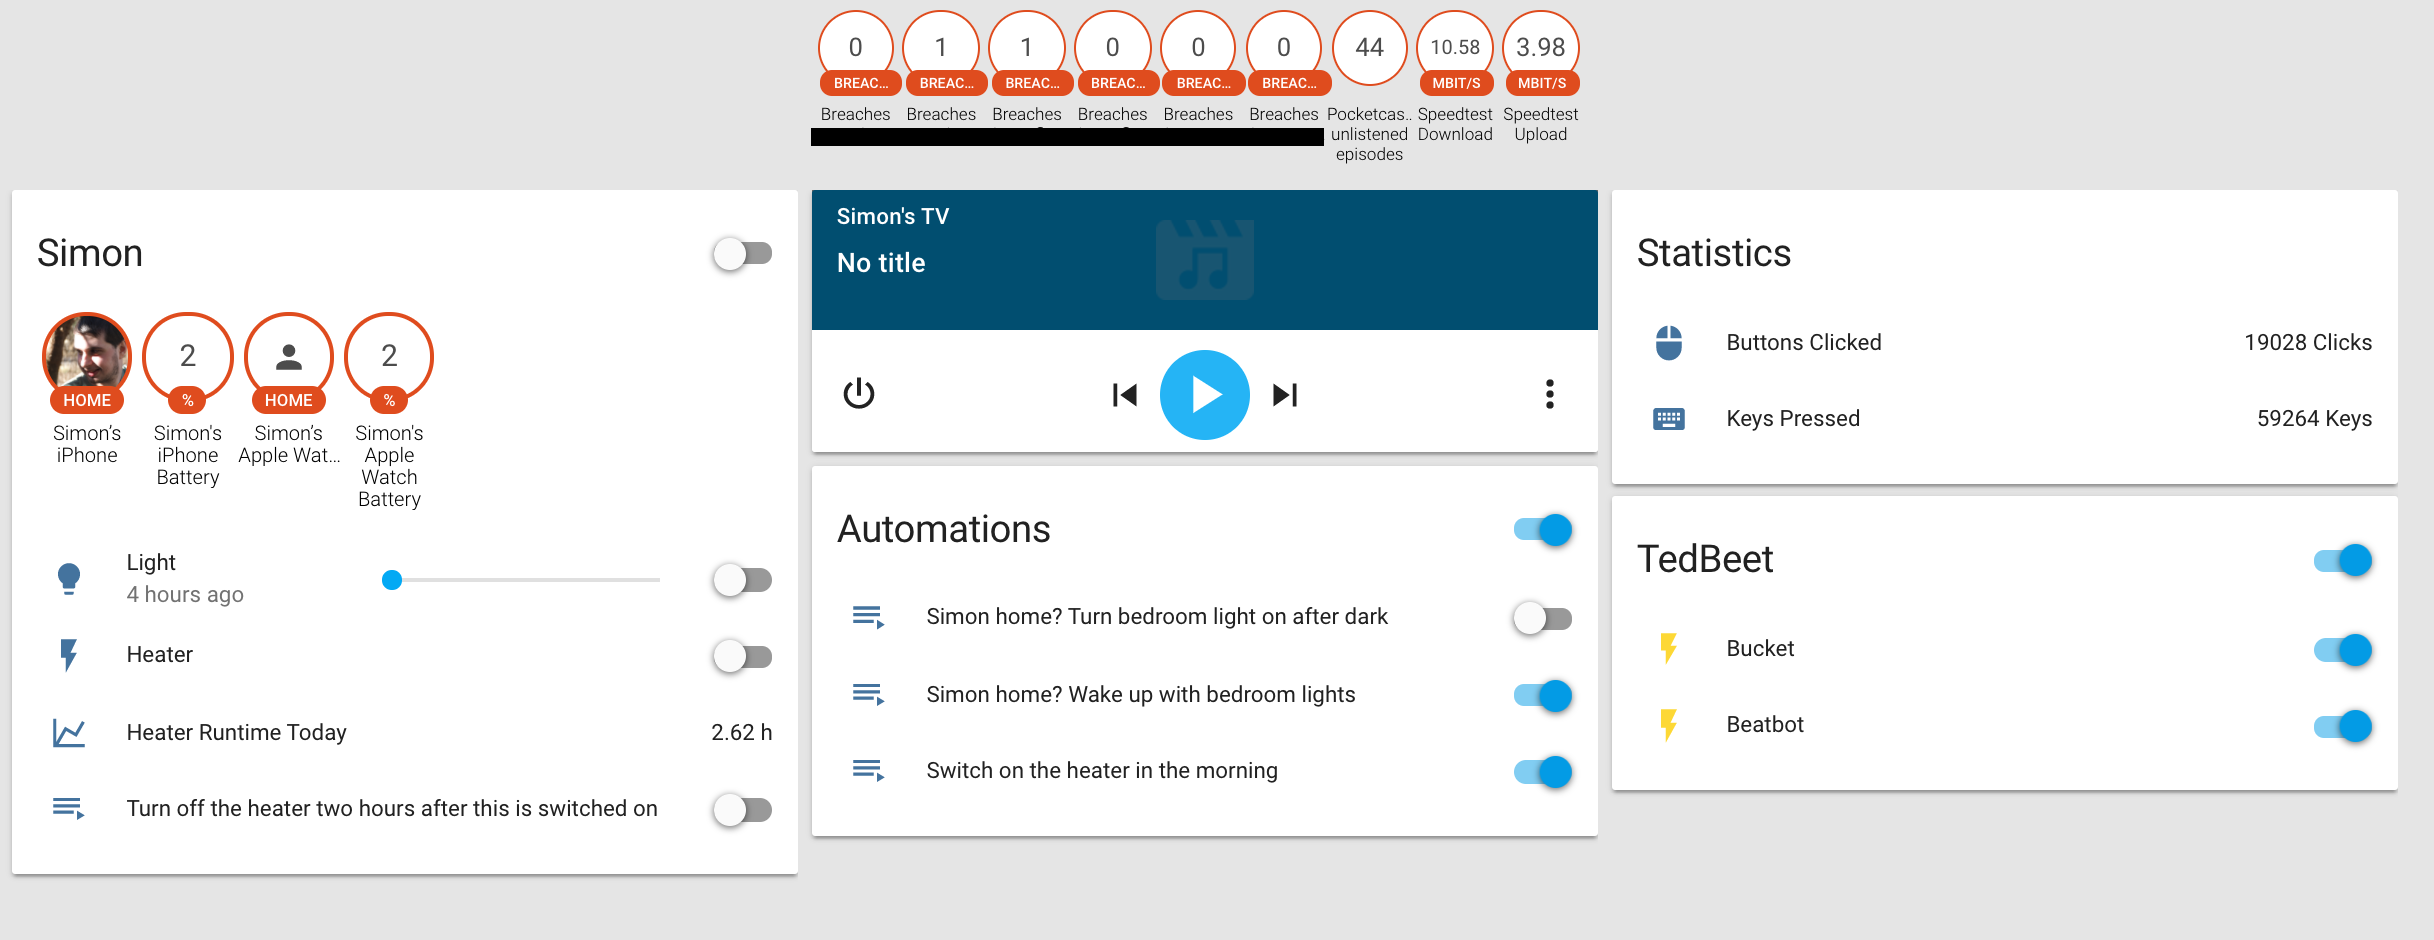 0 1 1 0 0 0 44 10.58 3.98
BREAC... BREAC... BREAC... BREAC... BREAC... BREAC... MBIT/S MBIT/S
Breaches Breaches Breaches Breaches Breaches Breaches Pocketcas.. Speedtest Speedtest
unlistened Download Upload
episodes
Simon
2
2
HOME % HOME %
Simon's
iPhone
Simon's
iPhone
Battery
Simon's
Apple Wat...
Simon's
Apple
Watch
Battery
Light
4 hours ago
Heater
Heater Runtime Today 2.62 h
Turn off the heater two hours after this is switched on
Simon's TV
No title
Automations
Simon home? Turn bedroom light on after dark
Simon home? Wake up with bedroom lights
Switch on the heater in the morning
Statistics
Buttons Clicked 19028 Clicks
Keys Pressed 59264 Keys
TedBeet
Bucket
Beatbot